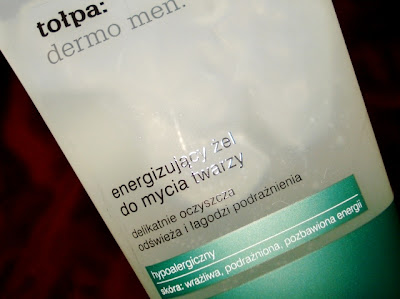 tołpa:
dermo men.
energizujący żel
do mycia twarzy
delikatnie oczyszcza
odświeża i łagodzi podrażnienia
hypoalergiczny
skóra: wrażliwa, podrażniona, pozbawiona energii